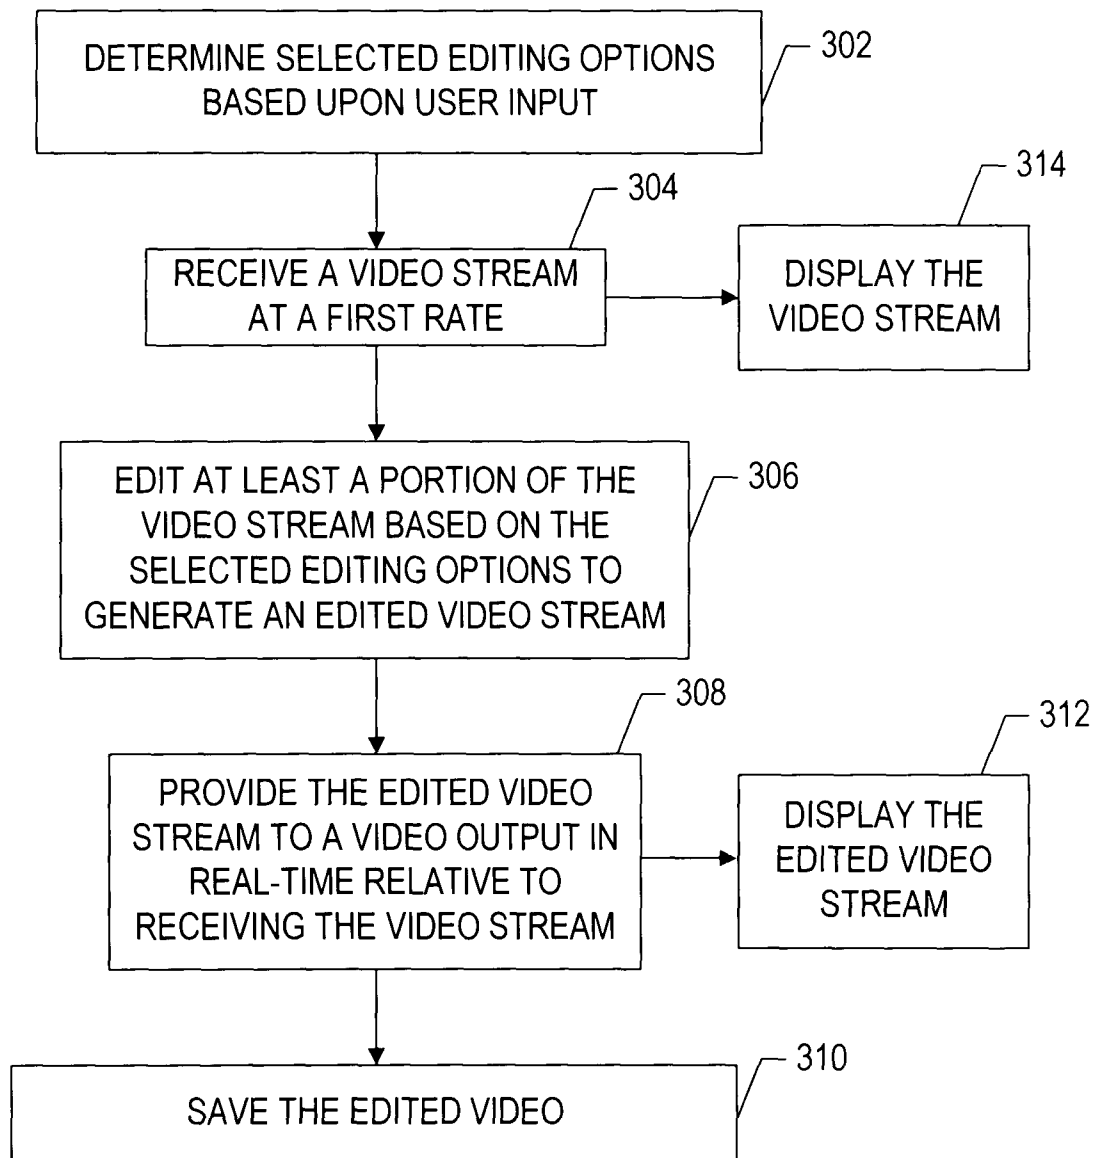 DETERMINE SELECTED EDITING OPTIONS
BASED UPON USER INPUT
302
304
314
RECEIVE A VIDEO STREAM
AT A FIRST RATE
DISPLAY THE
VIDEO STREAM
EDIT AT LEAST A PORTION OF THE
VIDEO STREAM BASED ON THE
SELECTED EDITING OPTIONS TO
GENERATE AN EDITED VIDEO STREAM
306
308
312
PROVIDE THE EDITED VIDEO
STREAM TO A VIDEO OUTPUT IN
REAL-TIME RELATIVE TO
RECEIVING THE VIDEO STREAM
DISPLAY THE
EDITED VIDEO
STREAM
310
SAVE THE EDITED VIDEO